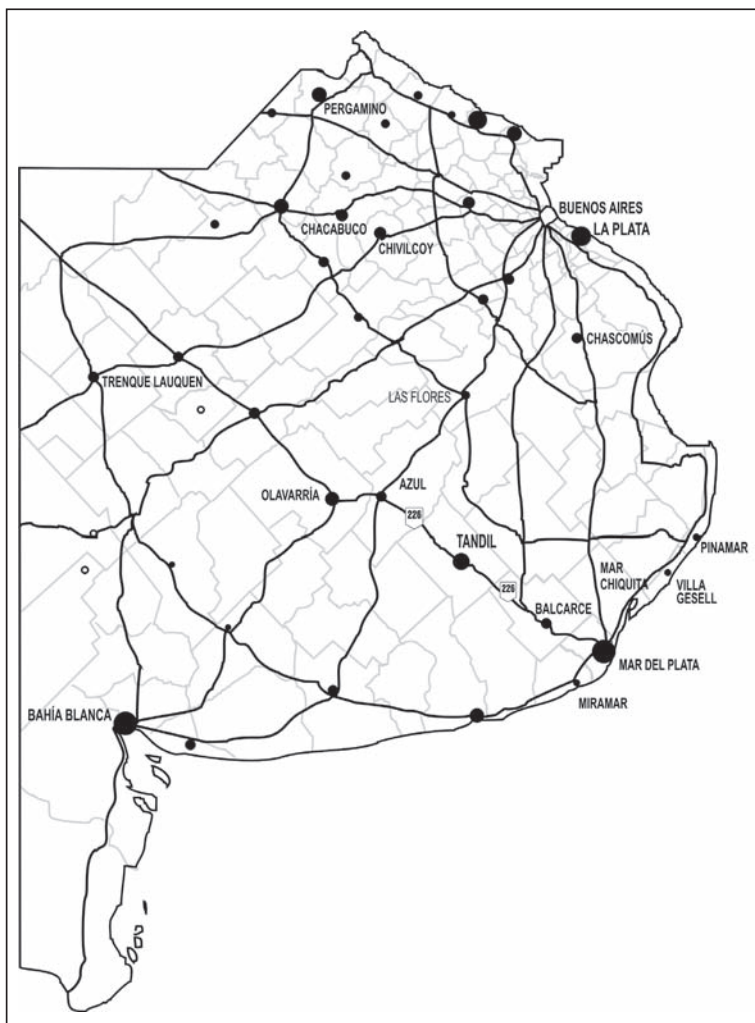 PERGAMINO
BUENOS AIRES
LA PLATA
CHACABUCO
CHIVILCOY
CHASCOMÚS
TRENQUE LAUQUEN
LAS FLORES
OLAVARRÍA
AZUL
226
TANDIL
PINAMAR
MAR
CHIQUITA
VILLA
GESELL
226
BALCARCE
MAR DEL PLATA
MIRAMAR
BAHÍA BLANCA